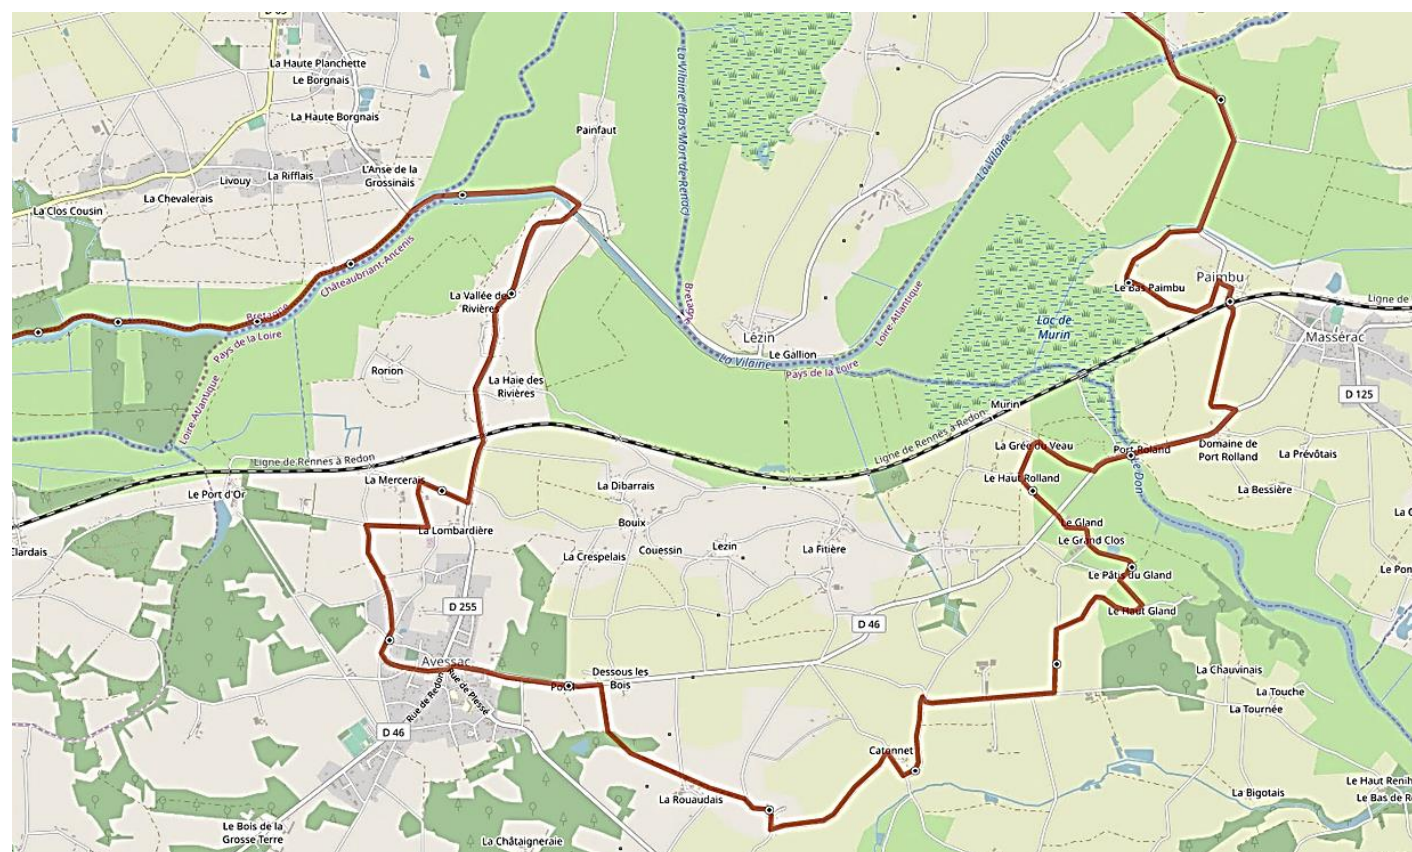 La Haute Planchette
Le Borgnais
La Haute Borgnais
Painfaut
La Vilaine (Bras Mort de Renac)
La Vilaine
L'Anse de la
Grossinais
La Rifflais
Livouy
La Chevalerais
La Clos Cousin
Châteaubriant-Ancenis
Bretagne
Pays de la Loire
Loire-Atlantique
La Vallée des
Rivières
Bretagne
Lézin
Le Gallion
La Vilaine
Pays de la Loire
Loire-Atlantique
Lac de
Murin
Paimbu
Le Bas Paimbu
Ligne de
Massérac
D 125
Rorion
La Haie des
Rivières
Murin
Ligne de Rennes à Redon
Ligne de Rennes à Redon
La Grée du Veau
Port Roland
Domaine de
Port Rolland
La Prévôtais
Le Haut Rolland
La Bessière
Le Don
Le Port d'Or
La Mercerais
La Dibarrais
Bouix
La Lombardière
Clardais
La Crespelais
Couessin
Lezin
La Fitière
Le Gland
Le Grand Clos
Le Pâtis du Gland
Le Haut Gland
D 255
D 46
Avessac
Rue de Redon
Rue de Plessé
Dessous les
Bois
La Chauvinais
La Touche
La Tournée
D 46
Catonnet
La Rouaudais
La Bigotais
Le Bois de la
Grosse Terre
La Châtaigneraie